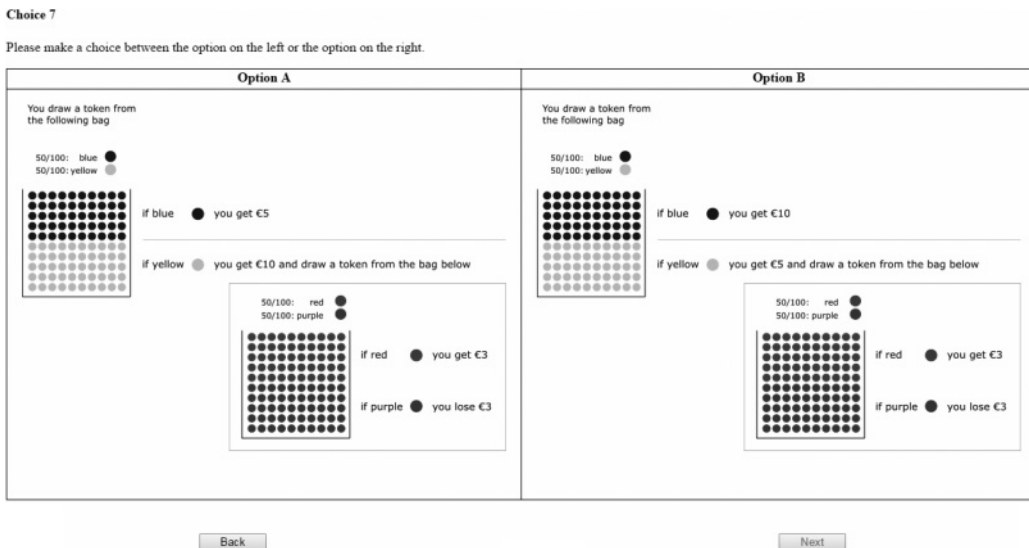 Choice 7
Please make a choice between the option on the left or the option on the right.
Option A
You draw a token from
the following bag
50/100: blue
50/100: yellow
if blue you get €5
if yellow you get €10 and draw a token from the bag below
50/100: red
50/100: purple
if red you get €3
if purple you lose €3
Option B
You draw a token from
the following bag
50/100: blue
50/100: yellow
if blue you get €10
if yellow you get €5 and draw a token from the bag below
50/100: red
50/100: purple
if red you get €3
if purple you lose €3
Back
Next